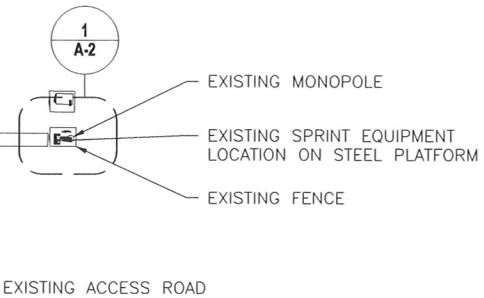 1
A-2
EXISTING MONOPOLE
EXISTING SPRINT EQUIPMENT
LOCATION ON STEEL PLATFORM
EXISTING FENCE
EXISTING ACCESS ROAD